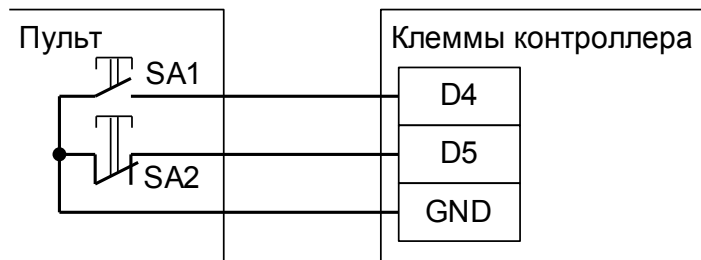 Пульт
Клеммы контроллера
SA1
D4
D5
SA2
GND